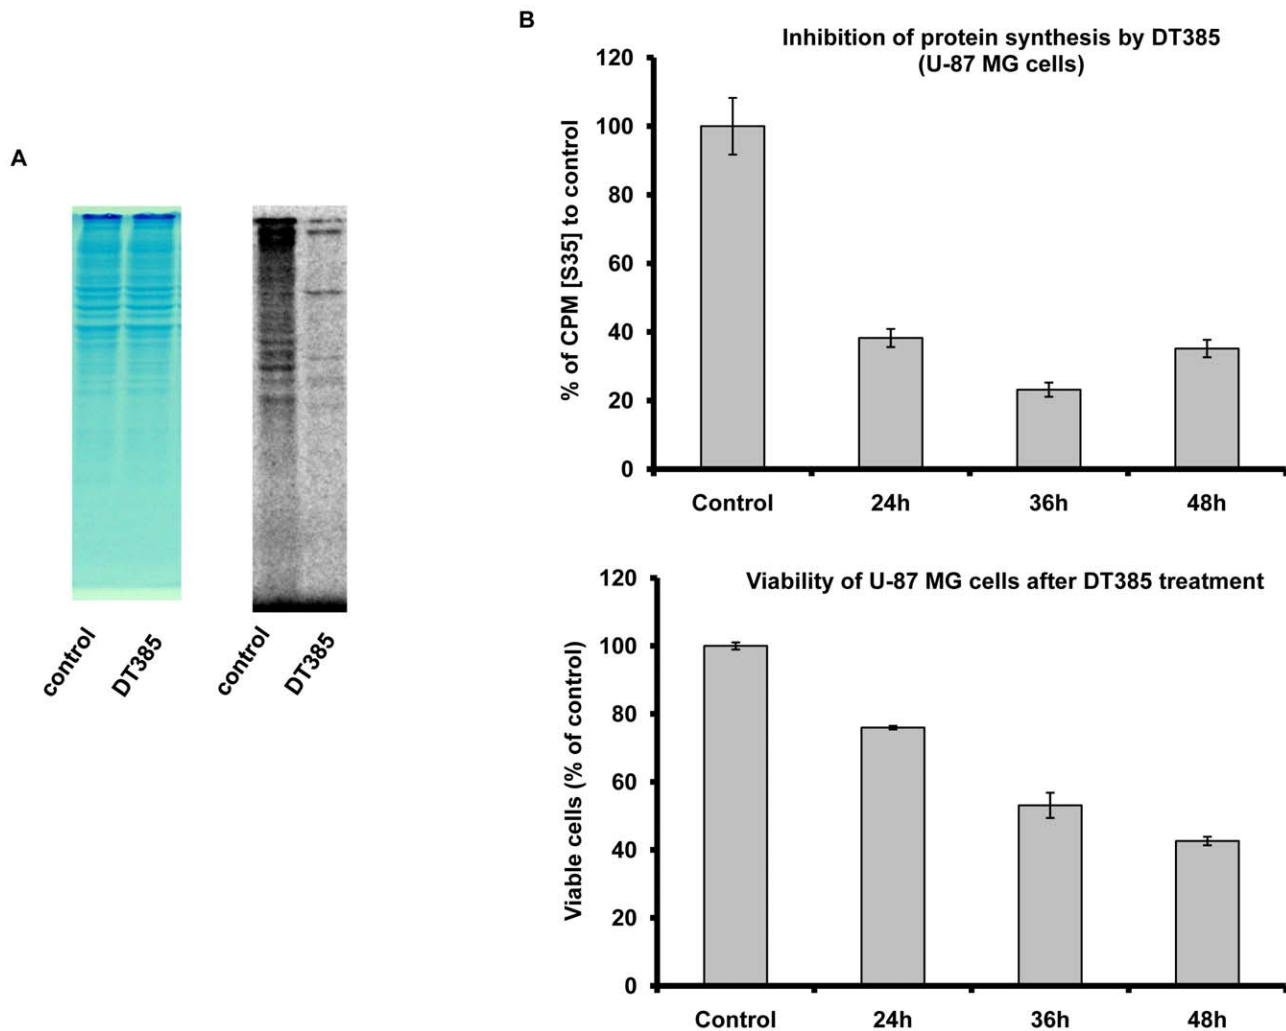 A
control
DT385
control
DT385
B
Inhibition of protein synthesis by DT385
(U-87 MG cells)
% of CPM [S35] to control
120
100
80
60
40
20
0
Control 24h 36h 48h
Viability of U-87 MG cells after DT385 treatment
Viable cells (% of control)
120
100
80
60
40
20
0
Control 24h 36h 48h